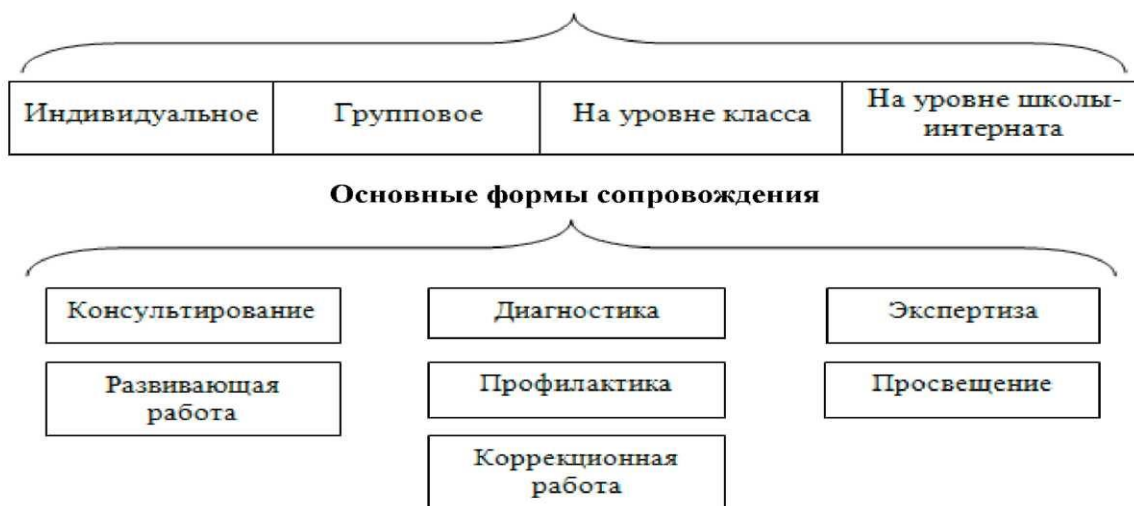 Индивидуальное
Групповое
На уровне класса
На уровне школы-
интерната
Основные формы сопровождения
Консультирование
Диагностика
Экспертиза
Развивающая
работа
Профилактика
Просвещение
Коррекционная
работа